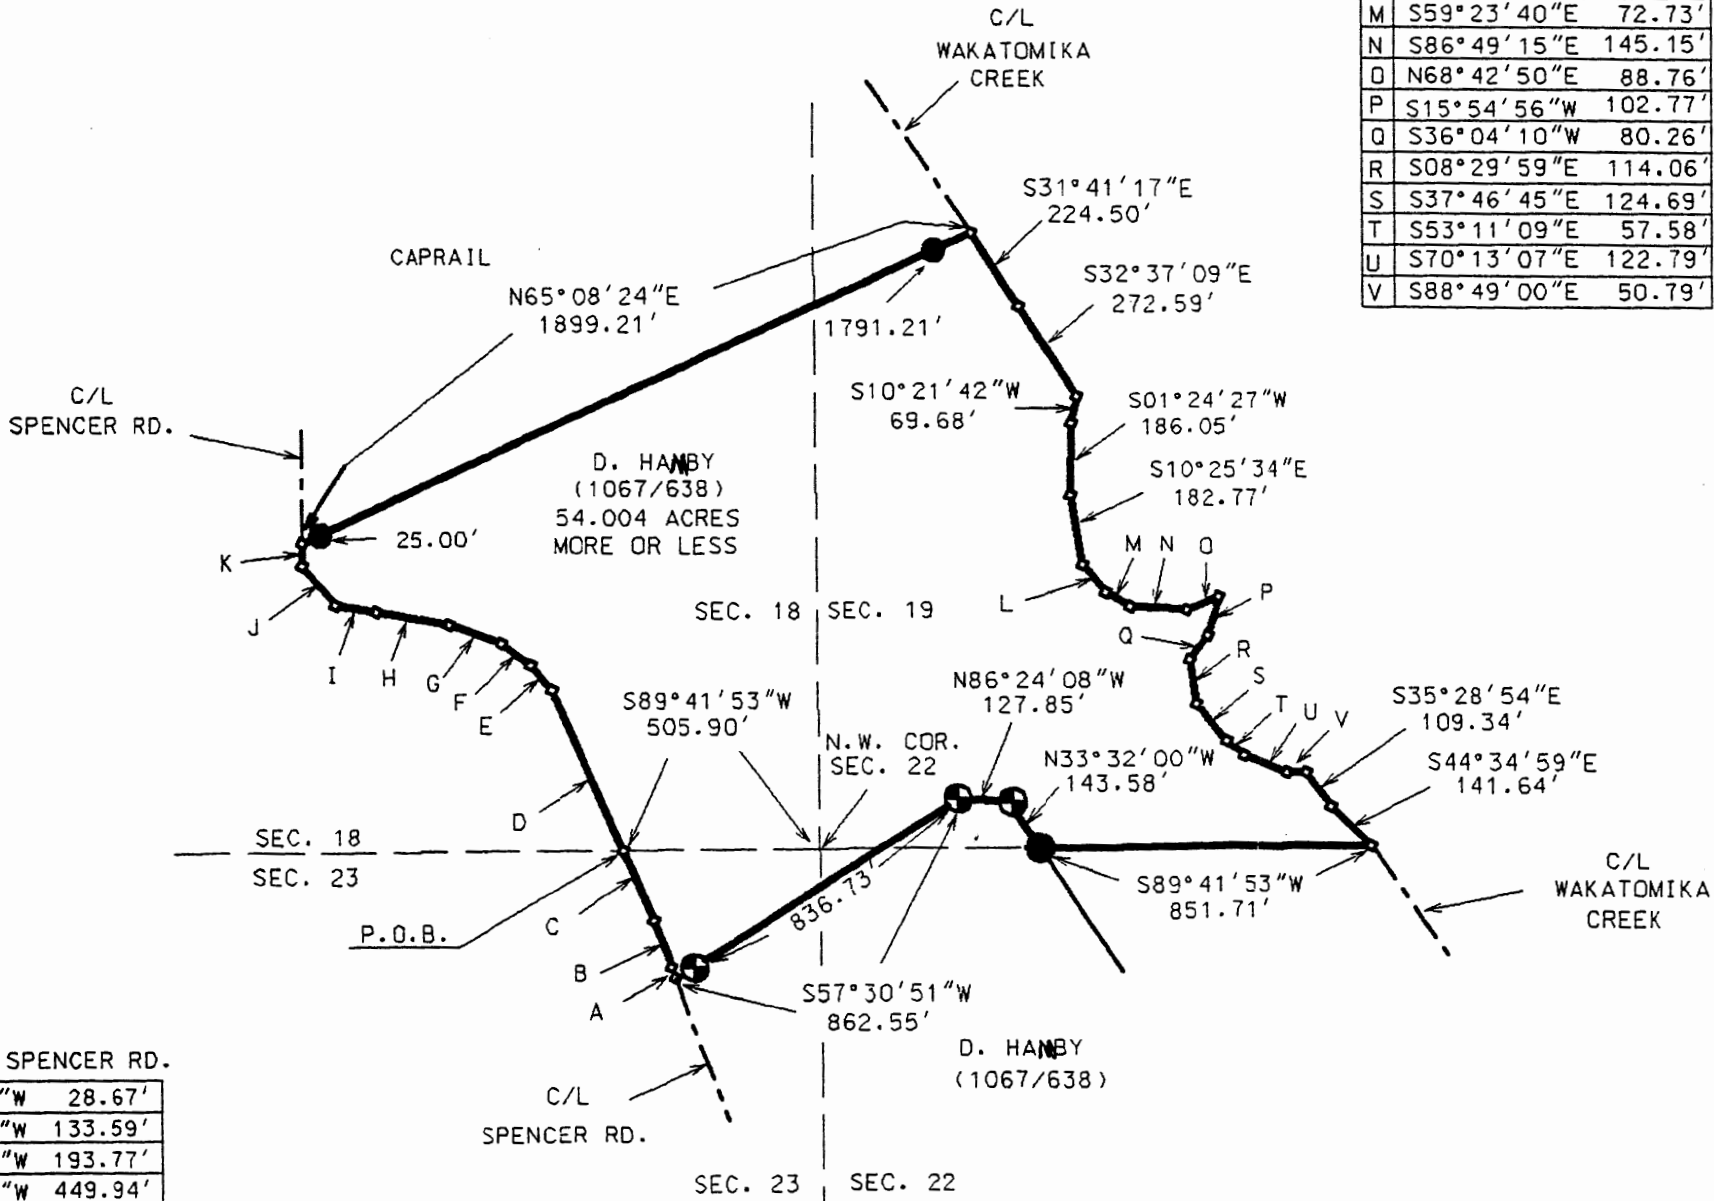 C/L
WAKATOMIKA
CREEK
M S59°23'40"E 72.73'
N S86°49'15"E 145.15'
O N68°42'50"E 88.76'
P S15°54'56"W 102.77'
Q S36°04'10"W 80.26'
R S08°29'59"E 114.06'
S S37°46'45"E 124.69'
T S53°11'09"E 57.58'
U S70°13'07"E 122.79'
V S88°49'00"E 50.79'
S31°41'17"E
224.50'
CAPRAIL
N65°08'24"E
1899.21'
1791.21'
S32°37'09"E
272.59'
C/L
SPENCER RD.
S10°21'42"W
69.68'
S01°24'27"W
186.05'
D. HANBY
(1067/638)
54.004 ACRES
MORE OR LESS
S10°25'34"E
182.77'
25.00'
K
J
I
H
G
F
E
M N O
P
L
Q
R
S
T
U
V
SEC. 18
SEC. 19
S89°41'53"W
505.90'
N.W. COR.
SEC. 22
N86°24'08"W
127.85'
N33°32'00"W
143.58'
S35°28'54"E
109.34'
S44°34'59"E
141.64'
D
SEC. 18
SEC. 23
C
P.O.B.
B
A
836.73'
S89°41'53"W
851.71'
C/L
WAKATOMIKA
CREEK
S57°30'51"W
862.55'
D. HANBY
(1067/638)
C/L
SPENCER RD.
SPENCER RD.
"W 28.67'
"W 133.59'
"W 193.77'
"W 449.94'
SEC. 23
SEC. 22